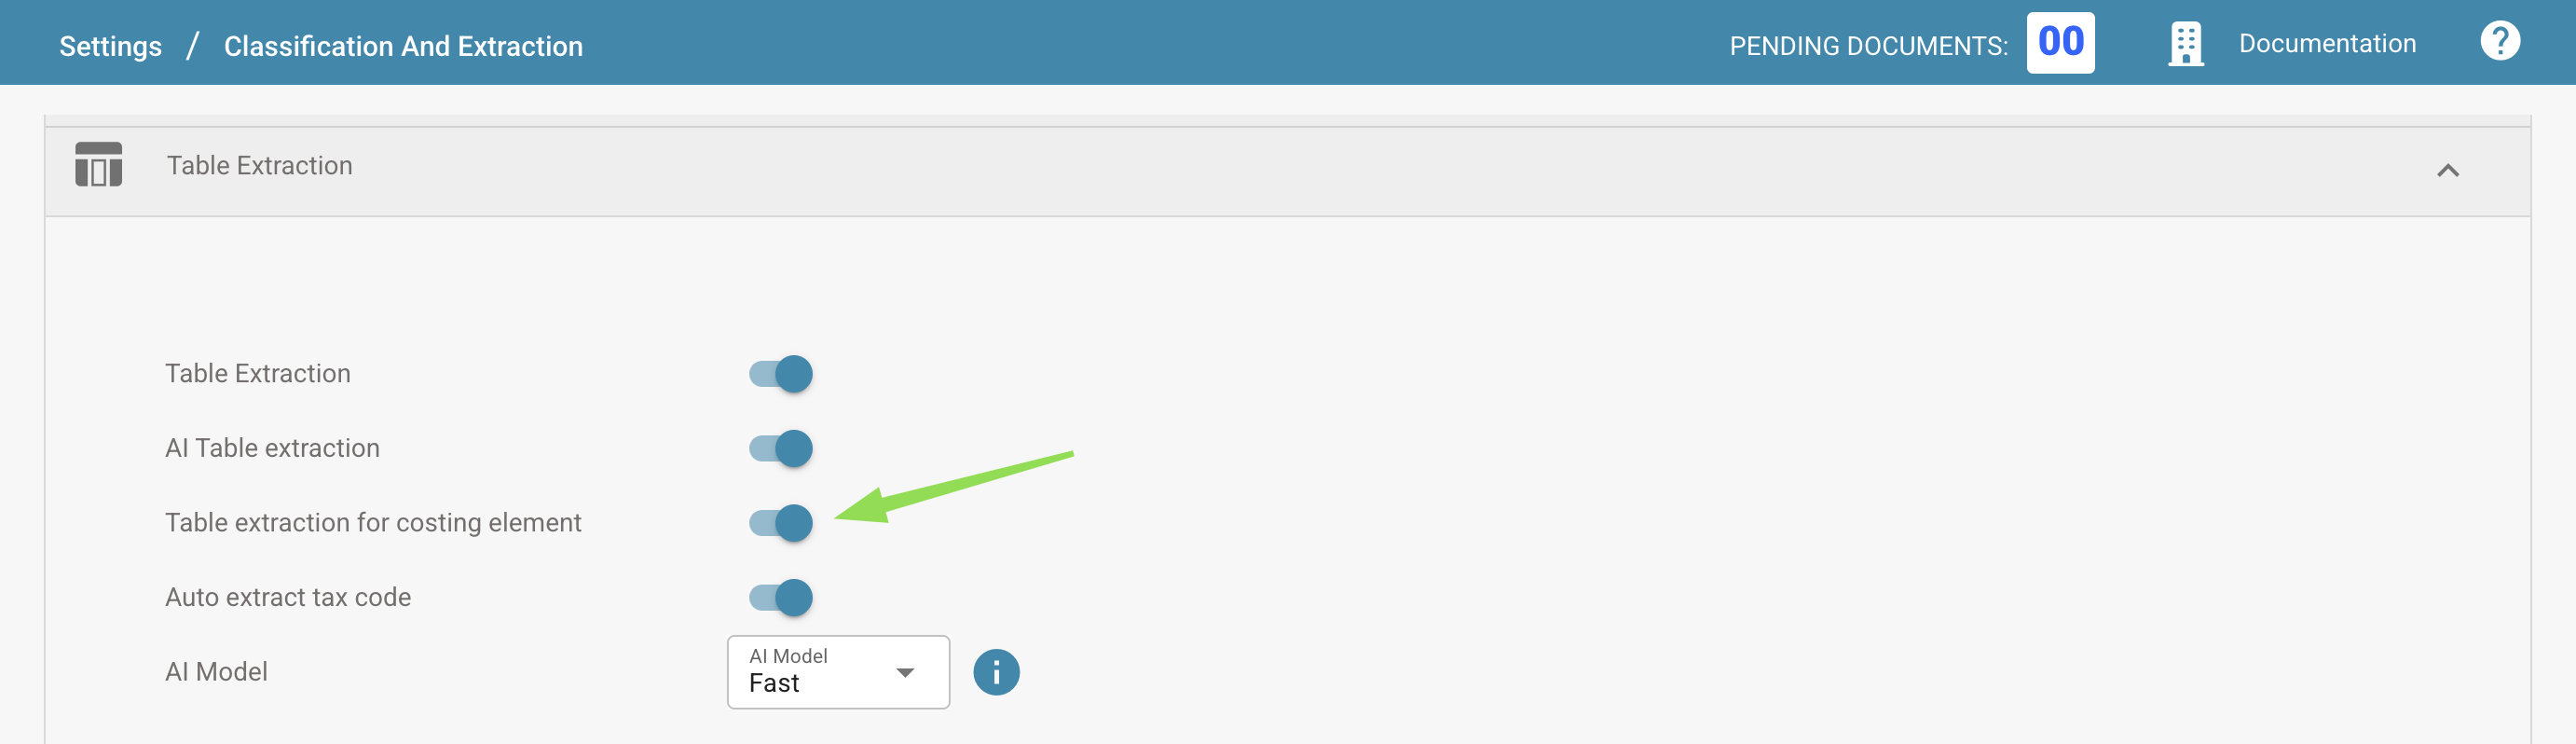 Settings / Classification And Extraction
PENDING DOCUMENTS: 00
Documentation
Table Extraction
Table Extraction
AI Table extraction
Table extraction for costing element
Auto extract tax code
AI Model
AI Model
Fast